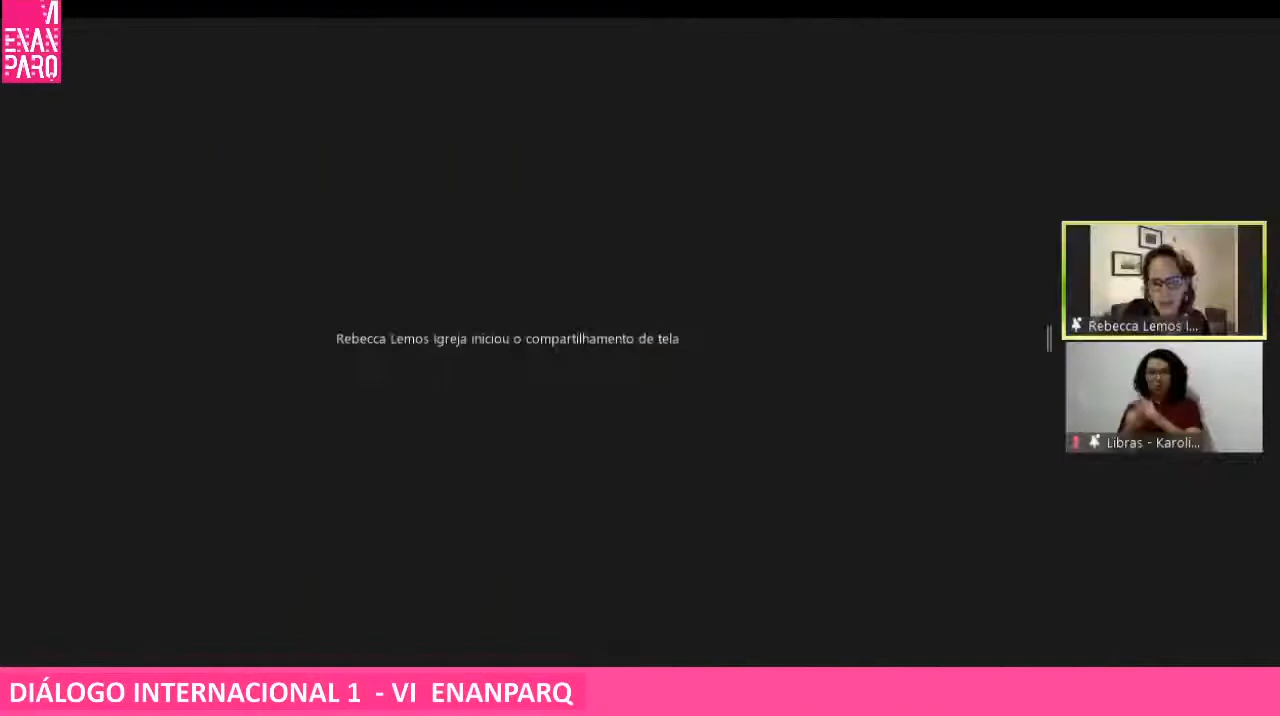 VI
ENAN
PARQ
Rebecca Lemos Igreja iniciou o compartilhamento de tela
Rebecca Lemos I...
Libras - Karoli...
DIÁLOGO INTERNACIONAL 1 - VI ENANPARQ